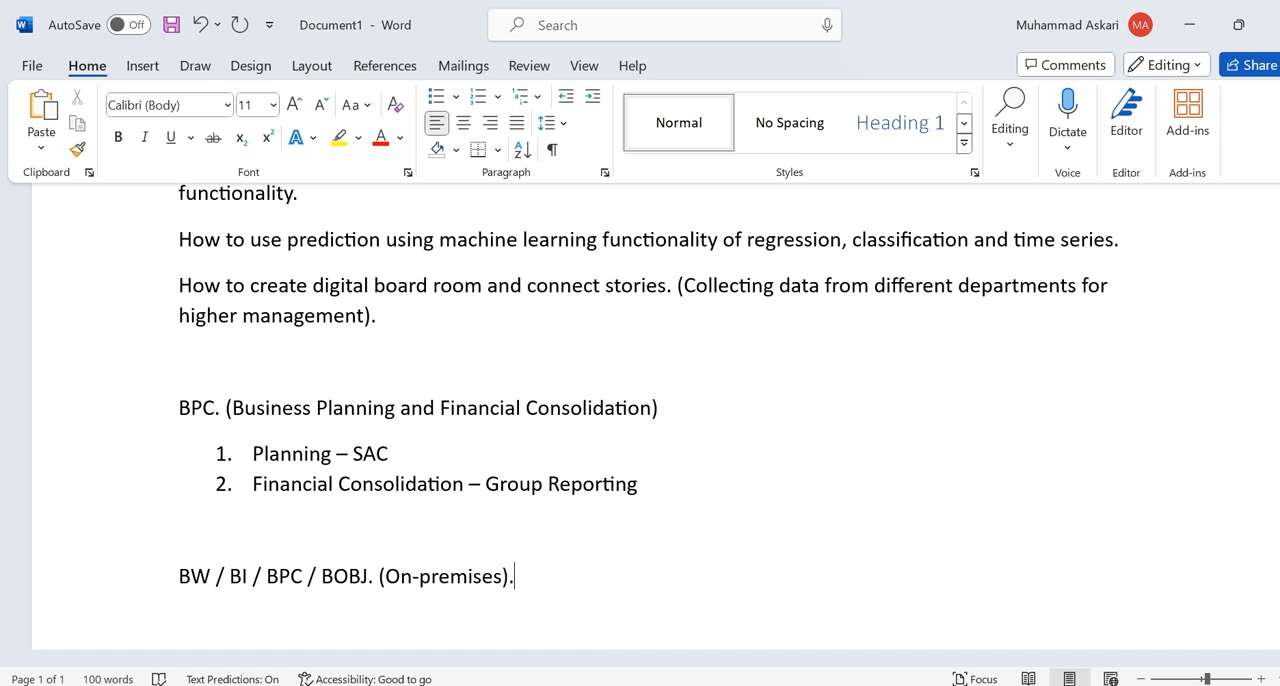 AutoSave Off Document1 - Word Search Muhammad Askari MA
File Home Insert Draw Design Layout References Mailings Review View Help Comments Editing Share
Paste Calibri (Body) 11 Aa Normal No Spacing Heading 1 Editing Dictate Editor Add-ins
Clipboard Font Paragraph Styles Voice Editor Add-ins
functionality.
How to use prediction using machine learning functionality of regression, classification and time series.
How to create digital board room and connect stories. (Collecting data from different departments for
higher management).
BPC. (Business Planning and Financial Consolidation)
1. Planning – SAC
2. Financial Consolidation – Group Reporting
BW / BI / BPC / BOBJ. (On-premises).
Page 1 of 1 100 words Text Predictions: On Accessibility: Good to go Focus